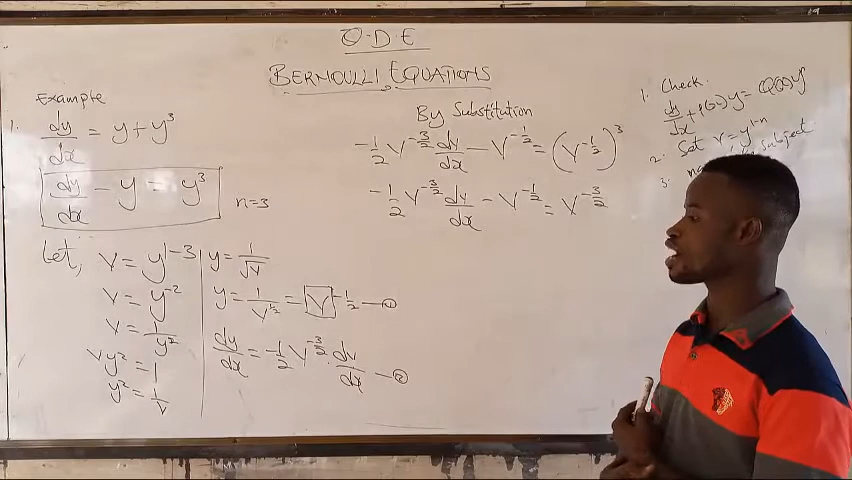 O.D.E
BERNOULLI EQUATIONS
Example
1. dy/dx = y + y³
dy/dx - y = y³
n=3
Let, v = y^(1-3)
v = y⁻²
v = 1/y²
vy² = 1
y² = 1/v
y = 1/√v
y = 1/v^(1/2) = v^(-1/2) — ①
dy/dx = -1/2 v^(-3/2) . dv/dx — ②
By Substitution
-1/2 v^(-3/2) dv/dx - v^(-1/2) = (v^(-1/2))³
-1/2 v^(-3/2) dv/dx - v^(-1/2) = v^(-3/2)
1. Check.
dy/dx + P(x)y = Q(x)yⁿ
2. Set v = y^(1-n)
3. subject